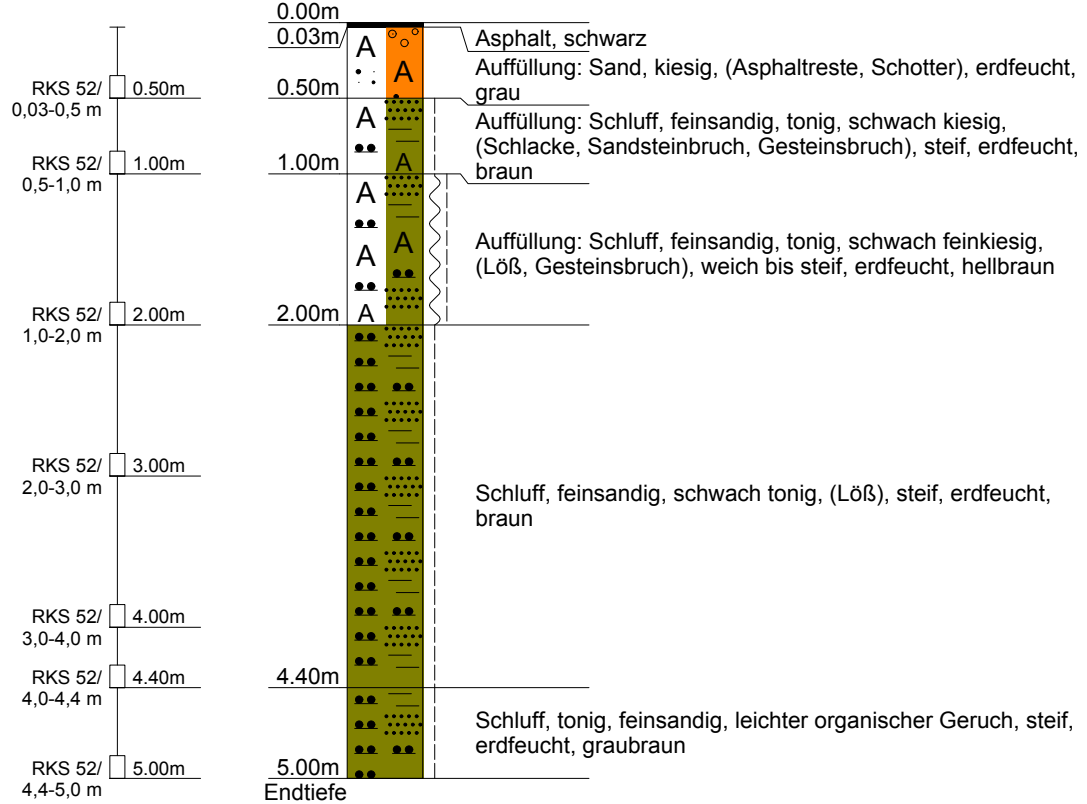 0.00m
0.03m
Asphalt, schwarz
A
A
Auffüllung: Sand, kiesig, (Asphaltreste, Schotter), erdfeucht,
grau
RKS 52/
0,03-0,5 m
0.50m
0.50m
Auffüllung: Schluff, feinsandig, tonig, schwach kiesig,
(Schlacke, Sandsteinbruch, Gesteinsbruch), steif, erdfeucht,
braun
A
A
RKS 52/
0,5-1,0 m
1.00m
1.00m
A
A
A
A
Auffüllung: Schluff, feinsandig, tonig, schwach feinkiesig,
(Löß, Gesteinsbruch), weich bis steif, erdfeucht, hellbraun
RKS 52/
1,0-2,0 m
2.00m
2.00m
RKS 52/
2,0-3,0 m
3.00m
Schluff, feinsandig, schwach tonig, (Löß), steif, erdfeucht,
braun
RKS 52/
3,0-4,0 m
4.00m
RKS 52/
4,0-4,4 m
4.40m
4.40m
Schluff, tonig, feinsandig, leichter organischer Geruch, steif,
erdfeucht, graubraun
RKS 52/
4,4-5,0 m
5.00m
5.00m
Endtiefe